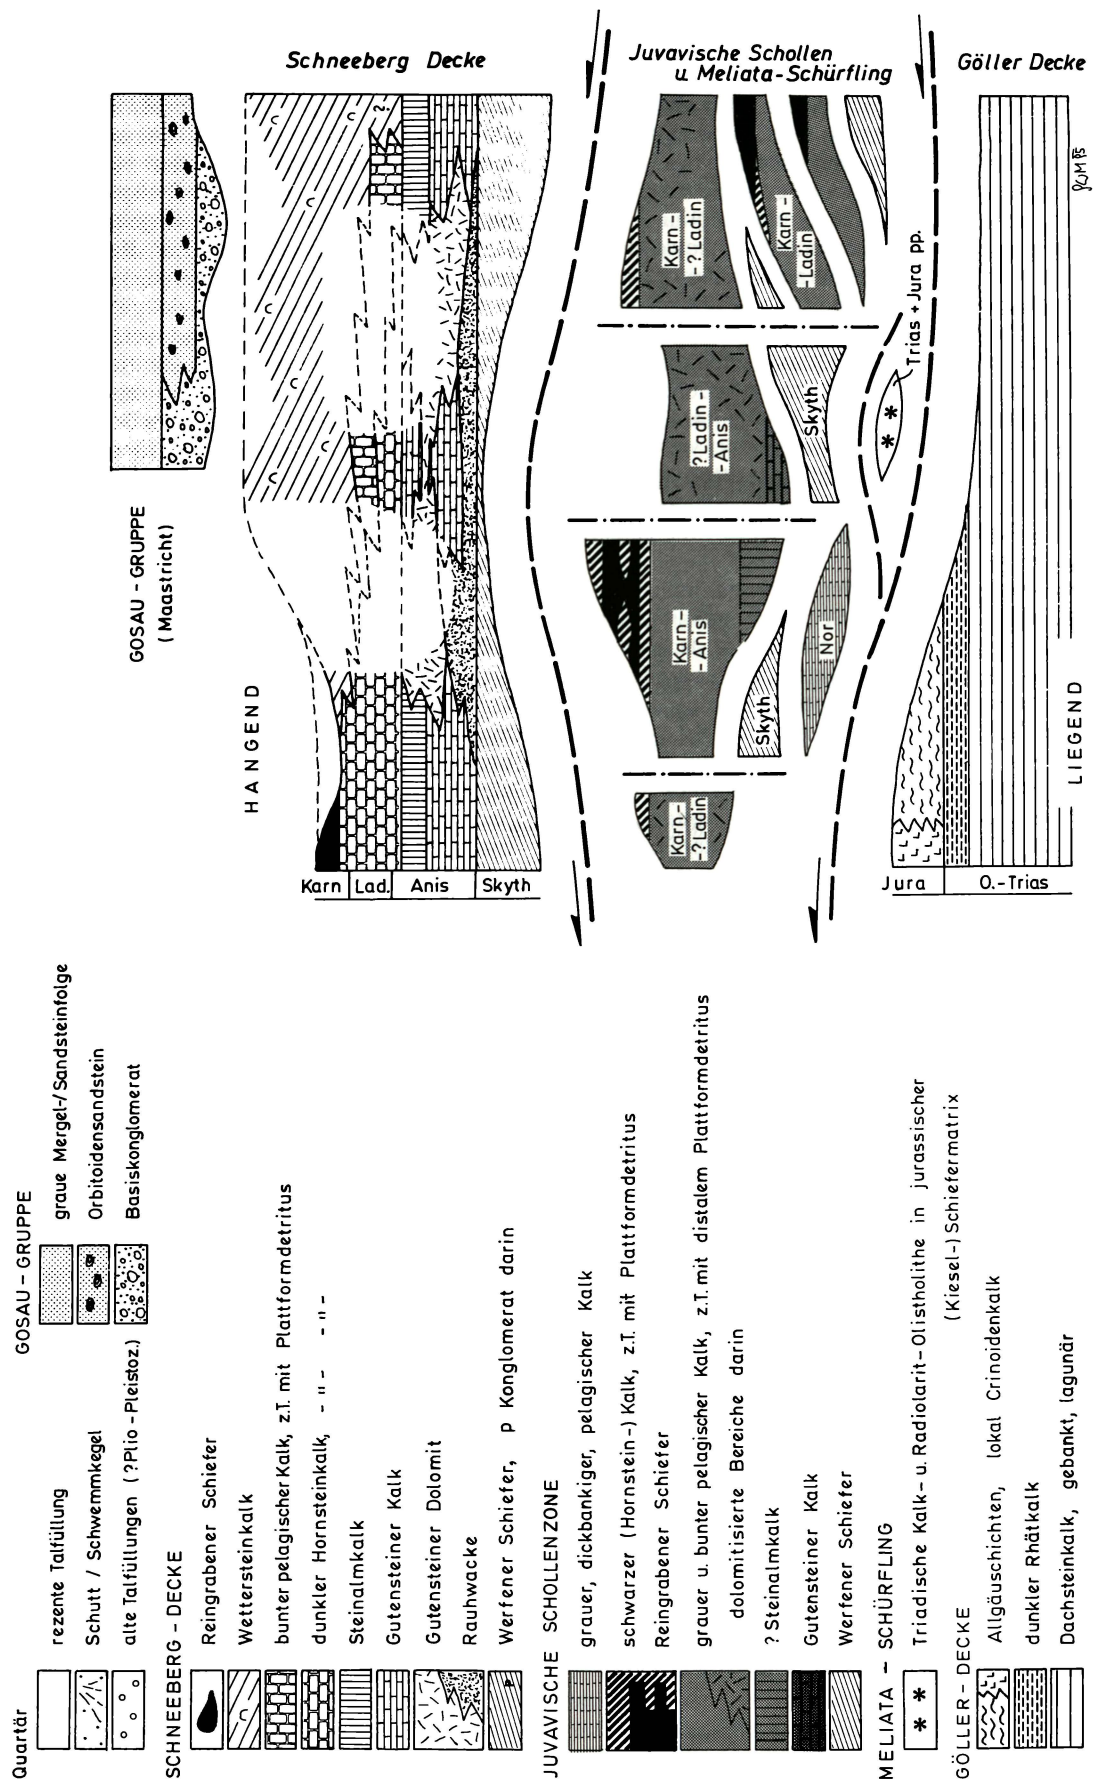 Schneeberg Decke
Juvavische Schollen
u Meliata-Schürfling
Göller Decke
GOSAU - GRUPPE
(Maastricht)
HANGEND
?
Karn -
-? Ladin
Karn -
-Ladin
Trias + Jura pp.
? Ladin -
-Anis
Skyth
Karn -
-Anis
Skyth
Nor
Karn -
-? Ladin
LIEGEND
Karn
Lad.
Anis
Skyth
Jura
O.-Trias
Quartär
rezente Talfüllung
Schutt / Schwemmkegel
alte Talfüllungen (?Plio-Pleistoz.)
GOSAU - GRUPPE
graue Mergel-/Sandsteinfolge
Orbitoidensandstein
Basiskonglomerat
SCHNEEBERG - DECKE
Reingrabener Schiefer
Wettersteinkalk
bunter pelagischer Kalk, z.T. mit Plattformdetritus
dunkler Hornsteinkalk, - " - - " -
Steinalmkalk
Gutensteiner Kalk
Gutensteiner Dolomit
Rauhwacke
p
Werfener Schiefer, p Konglomerat darin
JUVAVISCHE SCHOLLENZONE
grauer, dickbankiger, pelagischer Kalk
schwarzer (Hornstein-) Kalk, z.T. mit Plattformdetritus
Reingrabener Schiefer
grauer u. bunter pelagischer Kalk, z.T. mit distalem Plattformdetritus
dolomitisierte Bereiche darin
? Steinalmkalk
Gutensteiner Kalk
Werfener Schiefer
MELIATA - SCHÜRFLING
Triadische Kalk- u. Radiolarit-Olistholithe in jurassischer
(Kiesel-) Schiefermatrix
GÖLLER - DECKE
Allgäuschichten, lokal Crinoidenkalk
dunkler Rhätkalk
Dachsteinkalk, gebankt, lagunär